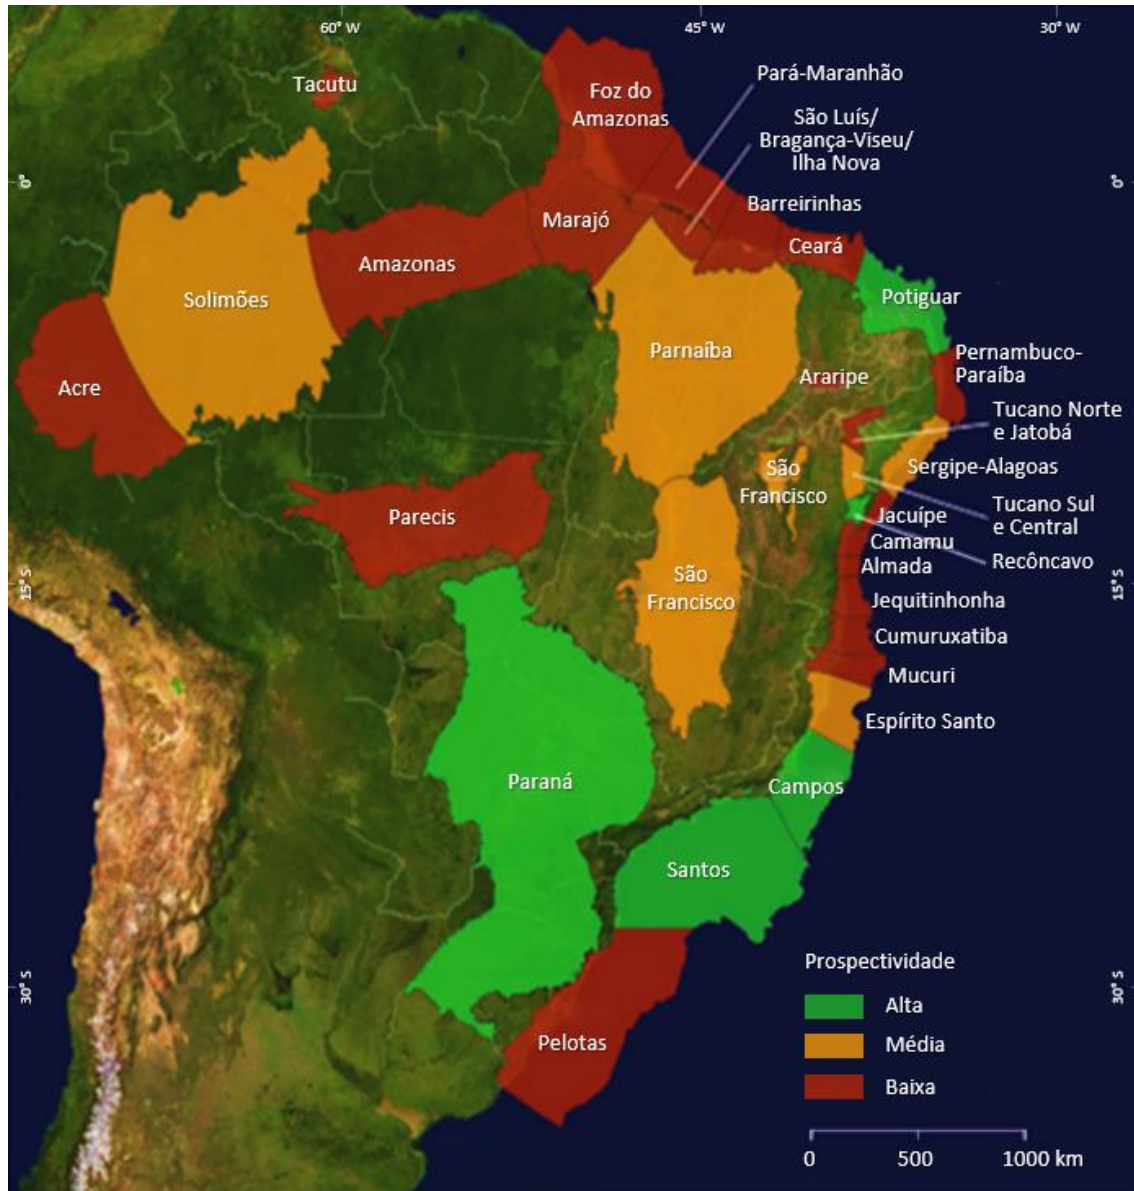 60° W
45° W
30° W
Tacutu
Foz do
Amazonas
Pará-Maranhão
São Luís/
Bragança-Viseu/
Ilha Nova
0°
0°
Marajó
Barreirinhas
Amazonas
Ceará
Solimões
Potiguar
Parnaíba
Pernambuco-
Paraíba
Acre
Araripe
Tucano Norte
e Jatobá
São
Francisco
Sergipe-Alagoas
Parecis
Jacuípe
Tucano Sul
e Central
Camamu
Almada
Recôncavo
15° S
15° S
São
Francisco
Jequitinhonha
Cumuruxatiba
Mucuri
Espírito Santo
Paraná
Campos
Santos
Prospectividade
30° S
30° S
Alta
Pelotas
Média
Baixa
0 500 1000 km